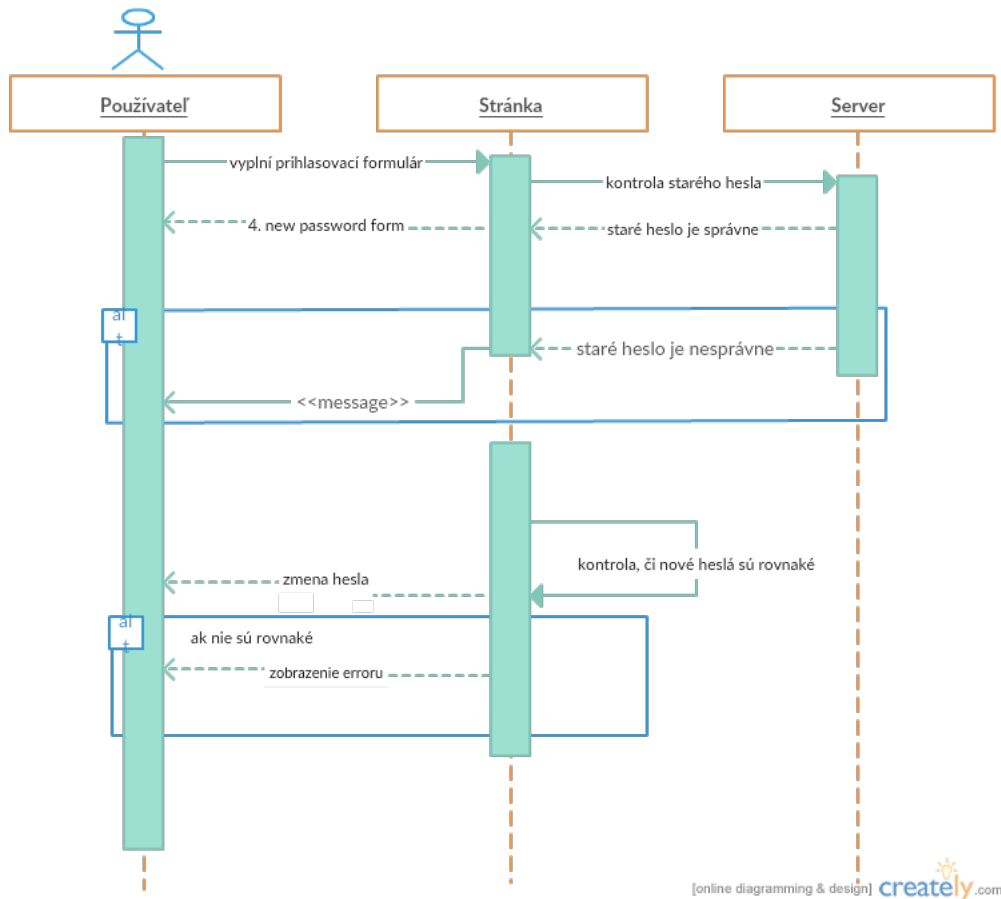 Používateľ
Stránka
Server
vyplní prihlasovací formulár
kontrola starého hesla
4. new password form
staré heslo je správne
al
t
staré heslo je nesprávne
<<message>>
kontrola, či nové heslá sú rovnaké
zmena hesla
al
t
ak nie sú rovnaké
zobrazenie erroru
[online diagramming & design] creately.com